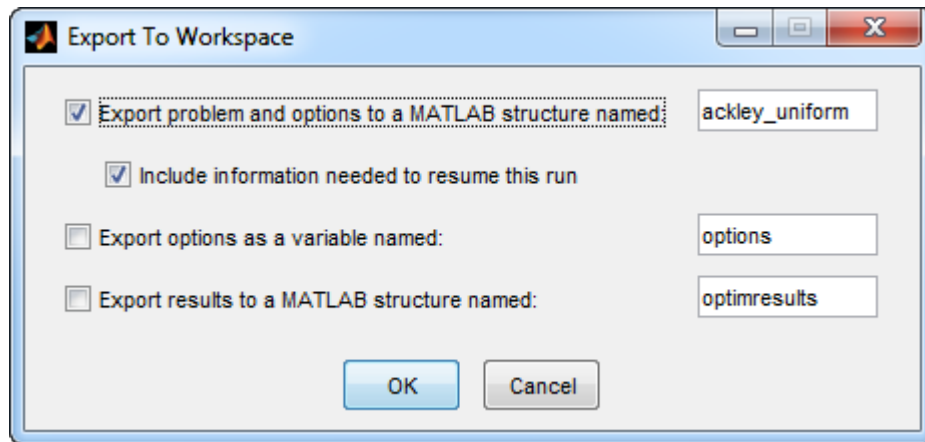 Export To Workspace
Export problem and options to a MATLAB structure named: ackley_uniform
Include information needed to resume this run
Export options as a variable named: options
Export results to a MATLAB structure named: optimresults
OK Cancel